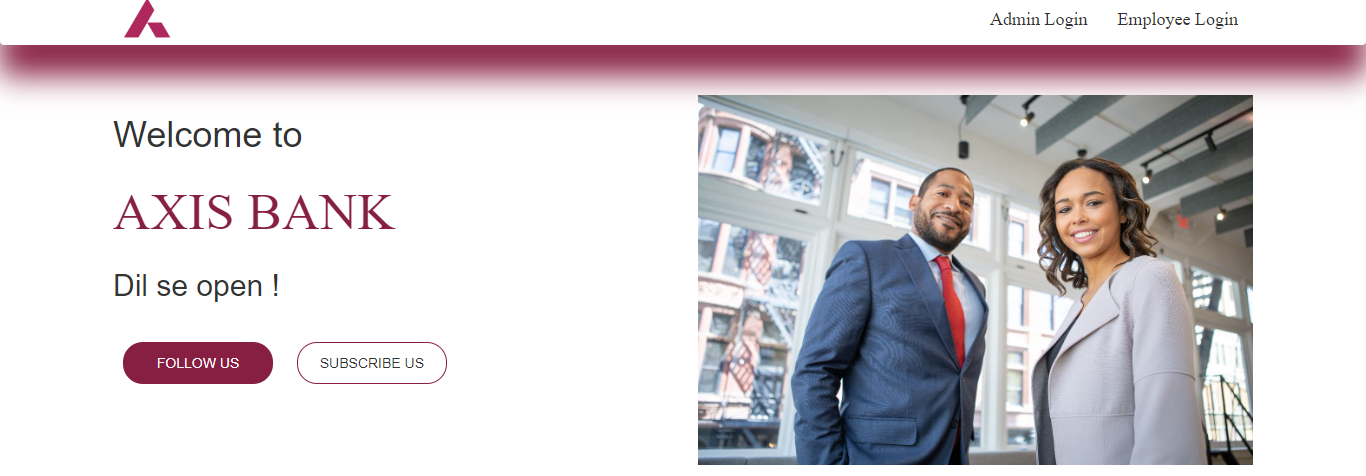 Admin Login Employee Login
Welcome to
AXIS BANK
Dil se open !
FOLLOW US SUBSCRIBE US